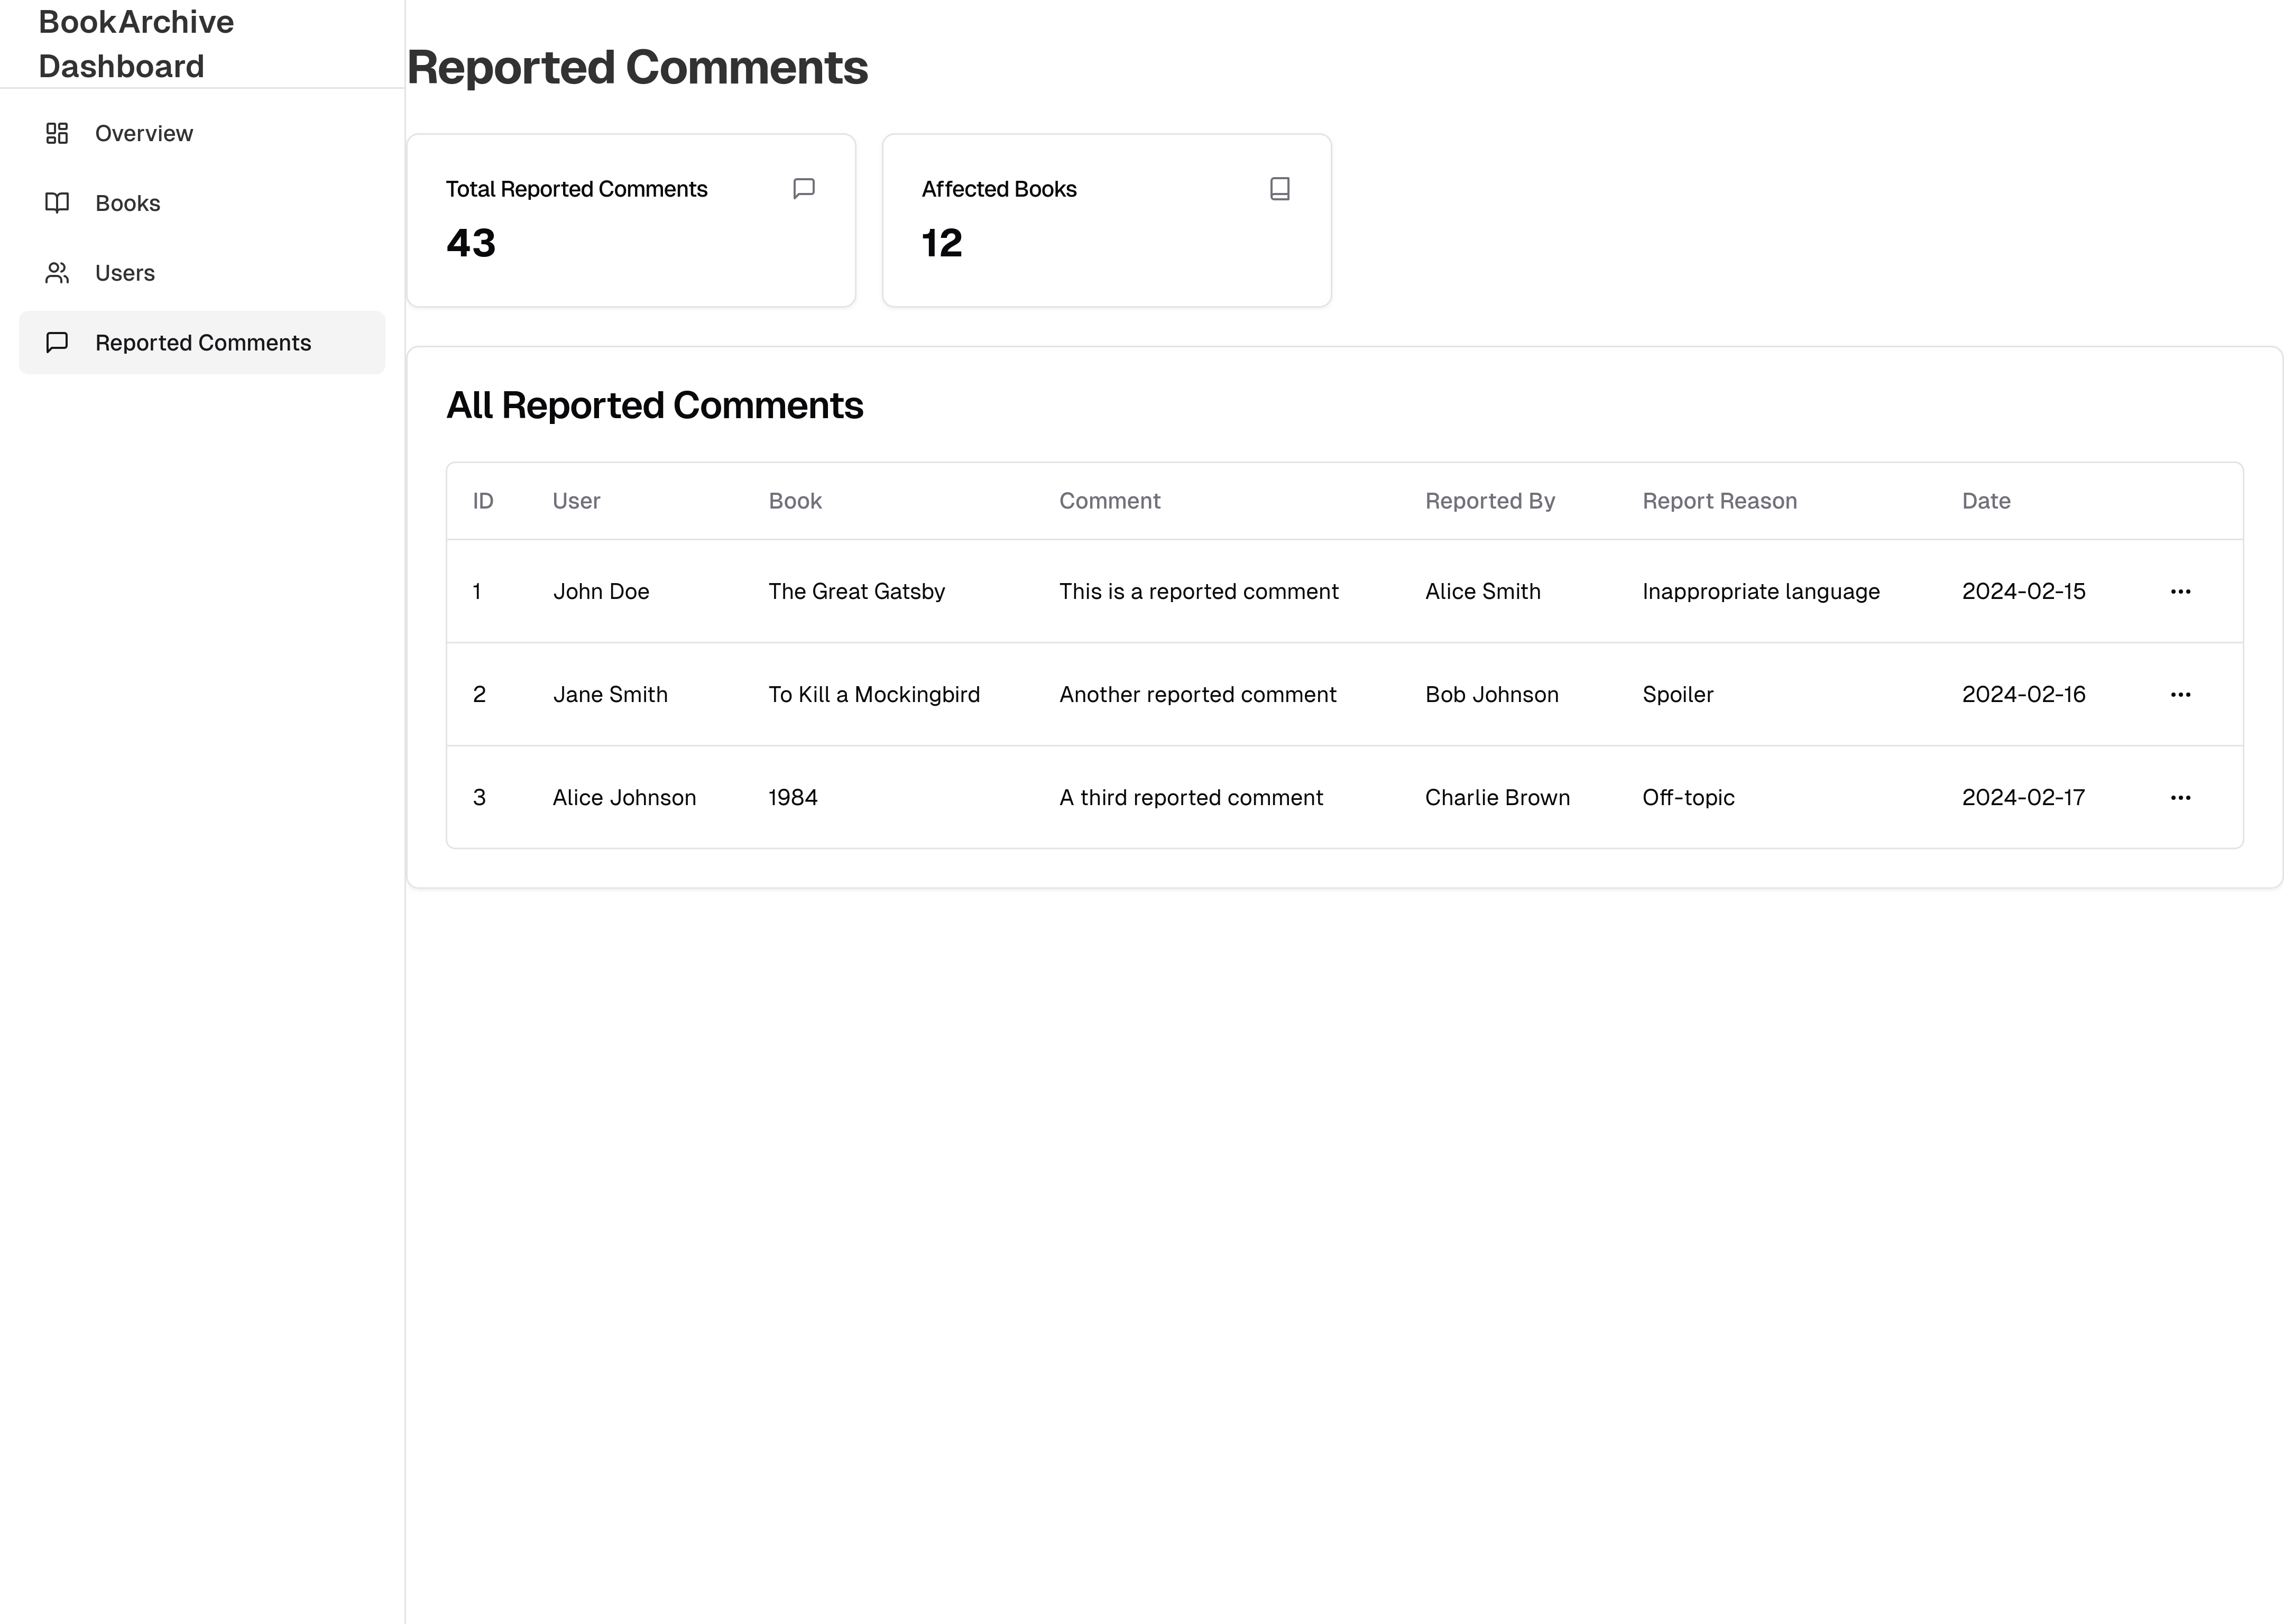 BookArchive
Dashboard
Overview
Books
Users
Reported Comments
Reported Comments
Total Reported Comments
43
Affected Books
12
All Reported Comments
ID User Book Comment Reported By Report Reason Date
1 John Doe The Great Gatsby This is a reported comment Alice Smith Inappropriate language 2024-02-15 ...
2 Jane Smith To Kill a Mockingbird Another reported comment Bob Johnson Spoiler 2024-02-16 ...
3 Alice Johnson 1984 A third reported comment Charlie Brown Off-topic 2024-02-17 ...